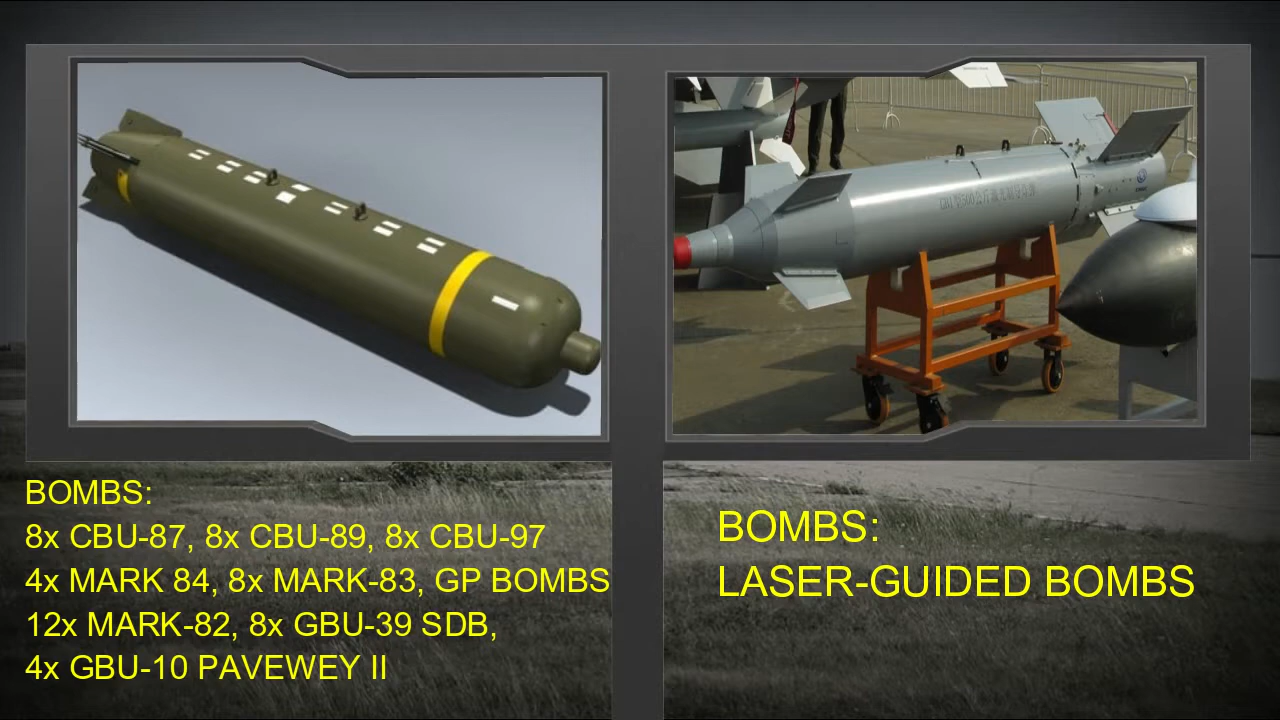 BOMBS:
8x CBU-87, 8x CBU-89, 8x CBU-97
4x MARK 84, 8x MARK-83, GP BOMBS
12x MARK-82, 8x GBU-39 SDB,
4x GBU-10 PAVEWEY II
BOMBS:
LASER-GUIDED BOMBS